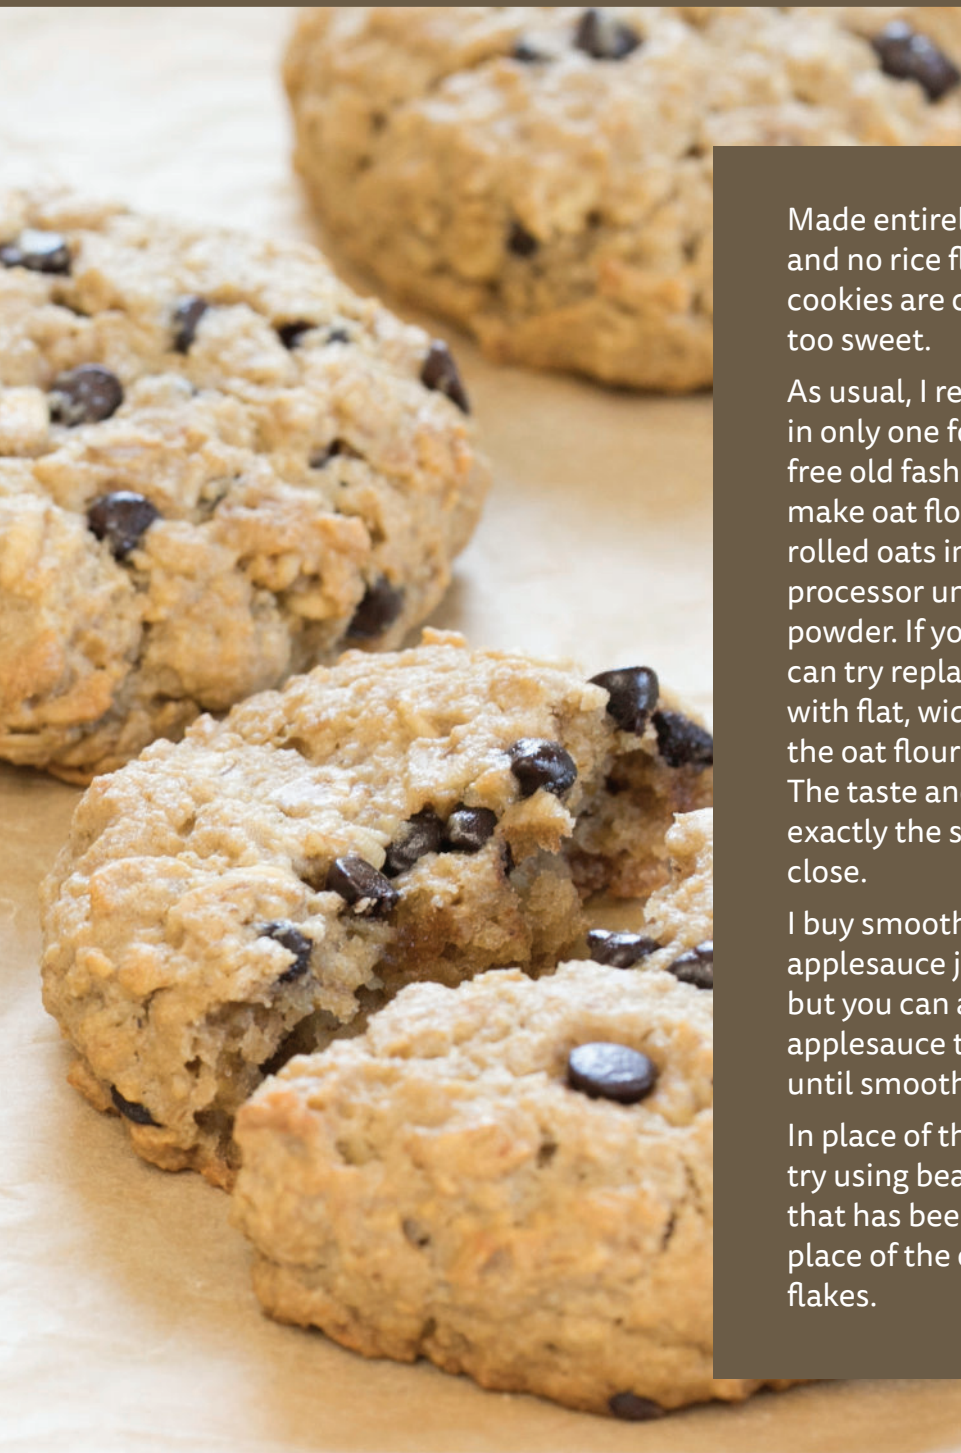 Made entirel
and no rice fl
cookies are
too sweet.
As usual, I re
in only one f
free old fash
make oat flo
rolled oats in
processor un
powder. If yo
can try repla
with flat, wid
the oat flour
The taste an
exactly the s
close.
I buy smooth
applesauce j
but you can a
applesauce t
until smooth
In place of th
try using bea
that has bee
place of the
flakes.